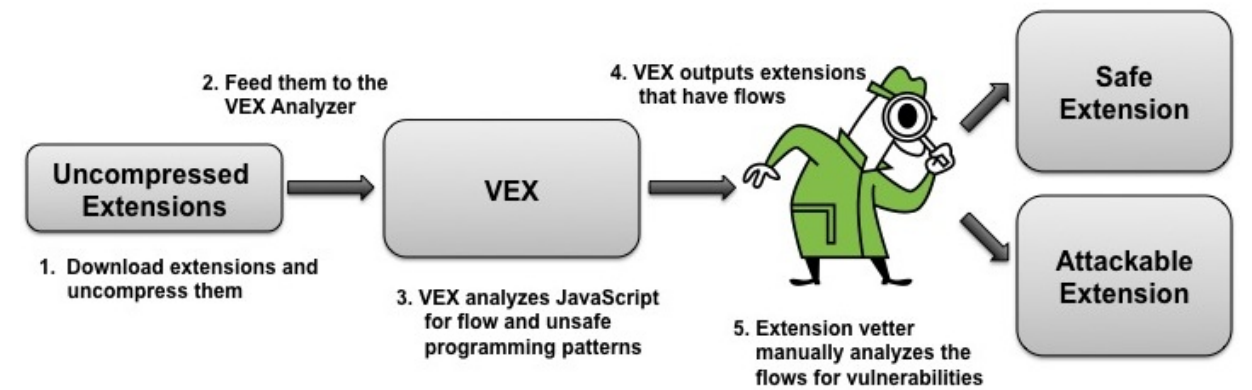 Uncompressed
Extensions
1. Download extensions and
uncompress them
2. Feed them to the
VEX Analyzer
VEX
3. VEX analyzes JavaScript
for flow and unsafe
programming patterns
4. VEX outputs extensions
that have flows
5. Extension vetter
manually analyzes the
flows for vulnerabilities
Safe
Extension
Attackable
Extension